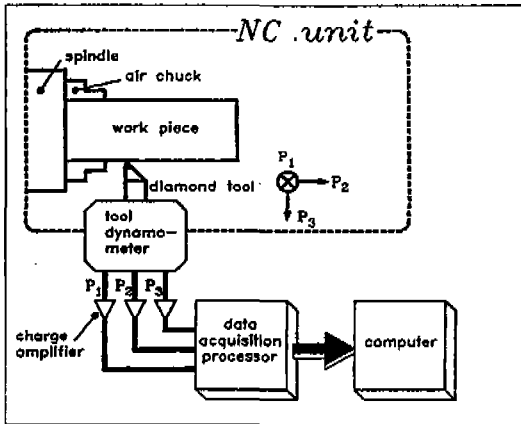 NC .unit
spindle
air chuck
work piece
diamond tool
P1
P2
P3
tool
dynamo-
meter
P1 P2 P3
charge
amplifier
data
acquisition
processor
computer